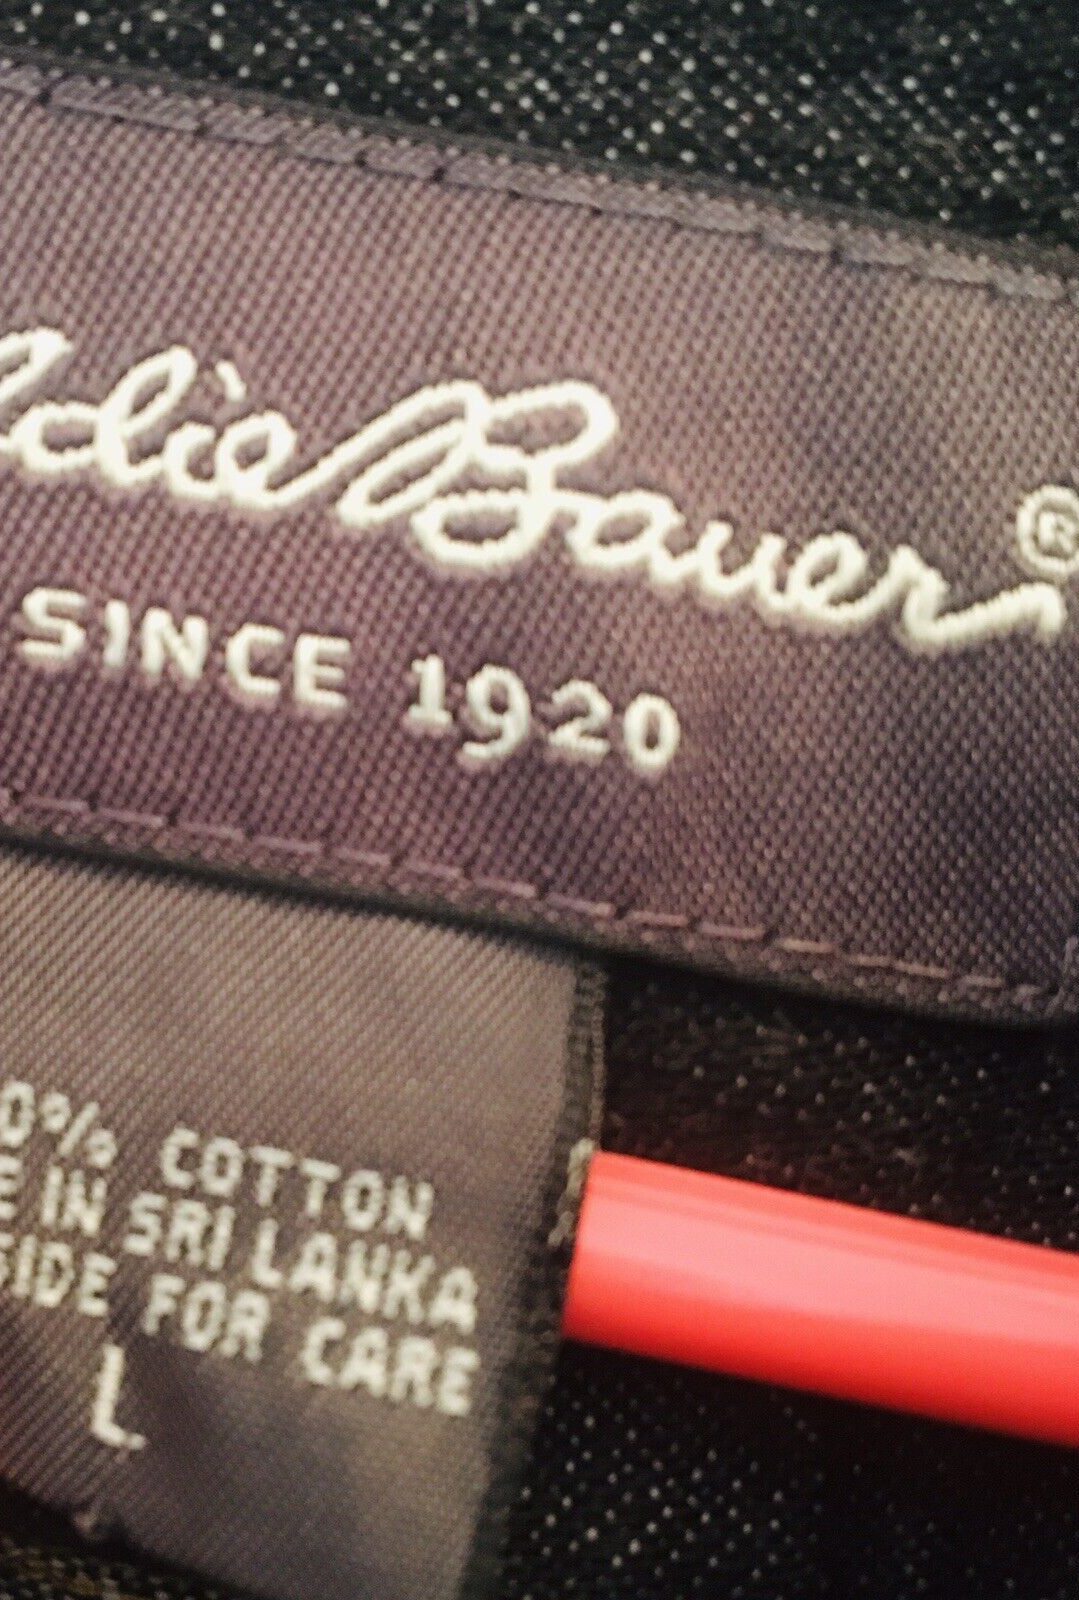 ddie Bauer®
SINCE 1920
0% COTTON
E IN SRI LANKA
SIDE FOR CARE
L